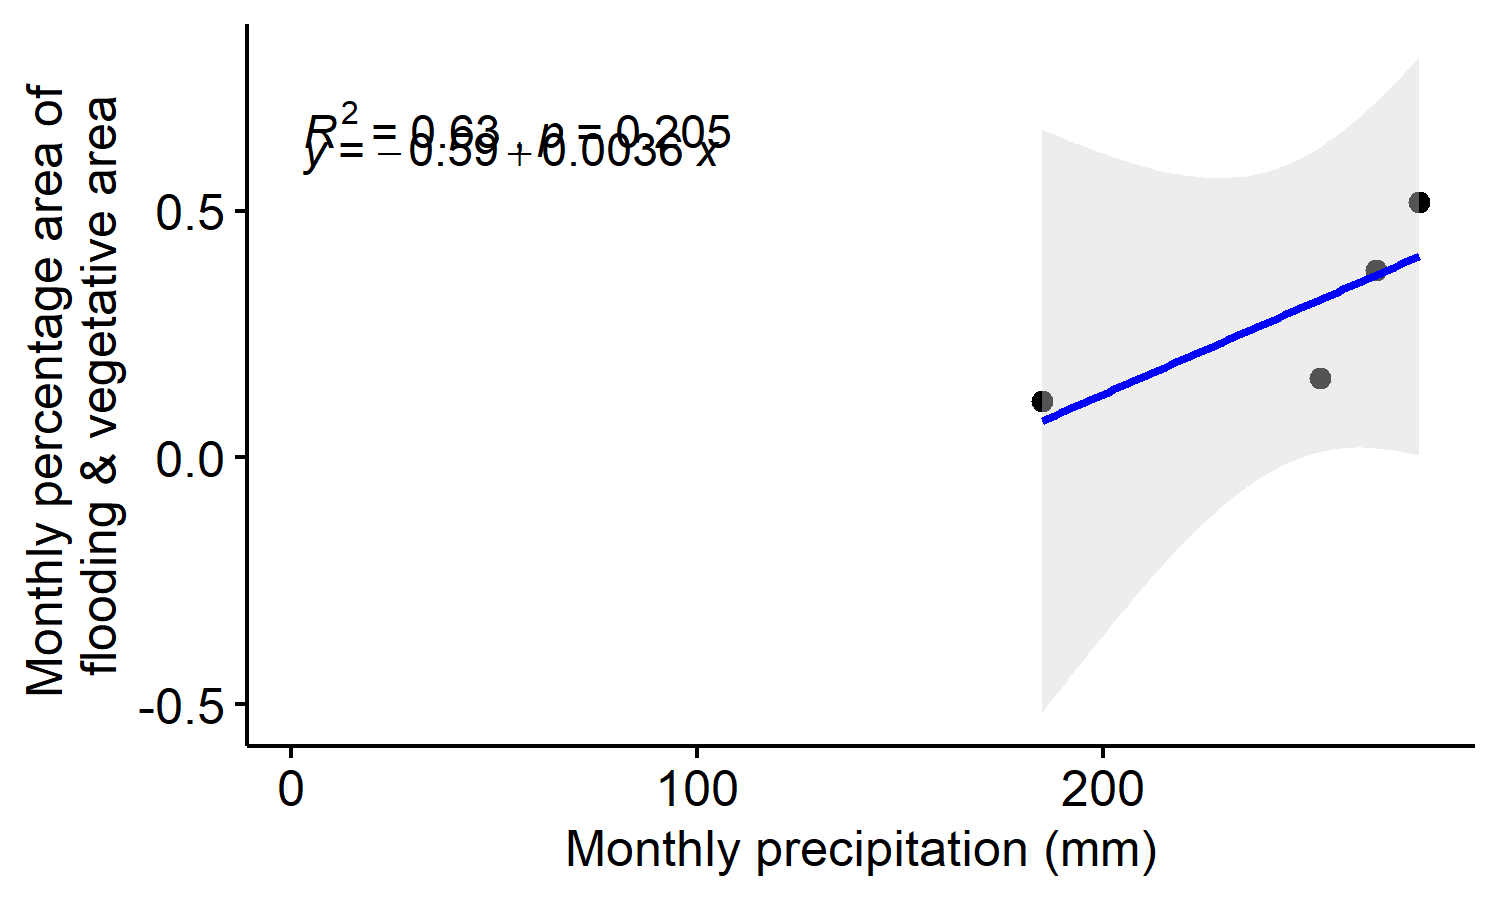 Monthly percentage area of
flooding & vegetative area
R² = 0.63 , p = 0.205
y = −0.59 + 0.0036 x
0.5
0.0
-0.5
0
100
200
Monthly precipitation (mm)